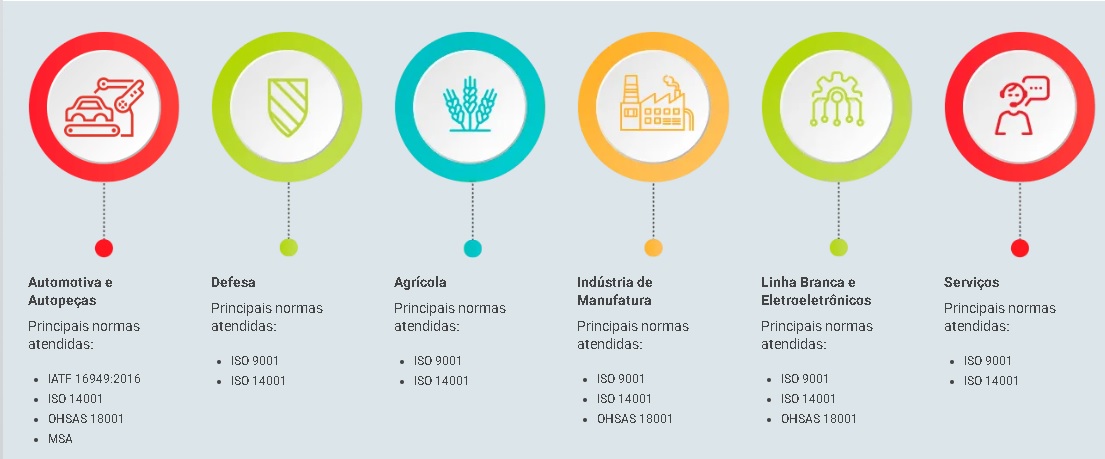 Automotiva e
Autopeças
Principais normas
atendidas:
• IATF 16949:2016
• ISO 14001
• OHSAS 18001
• MSA
Defesa
Principais normas
atendidas:
• ISO 9001
• ISO 14001
Agrícola
Principais normas
atendidas:
• ISO 9001
• ISO 14001
Indústria de
Manufatura
Principais normas
atendidas:
• ISO 9001
• ISO 14001
• OHSAS 18001
Linha Branca e
Eletroeletrônicos
Principais normas
atendidas:
• ISO 9001
• ISO 14001
• OHSAS 18001
Serviços
Principais normas
atendidas:
• ISO 9001
• ISO 14001